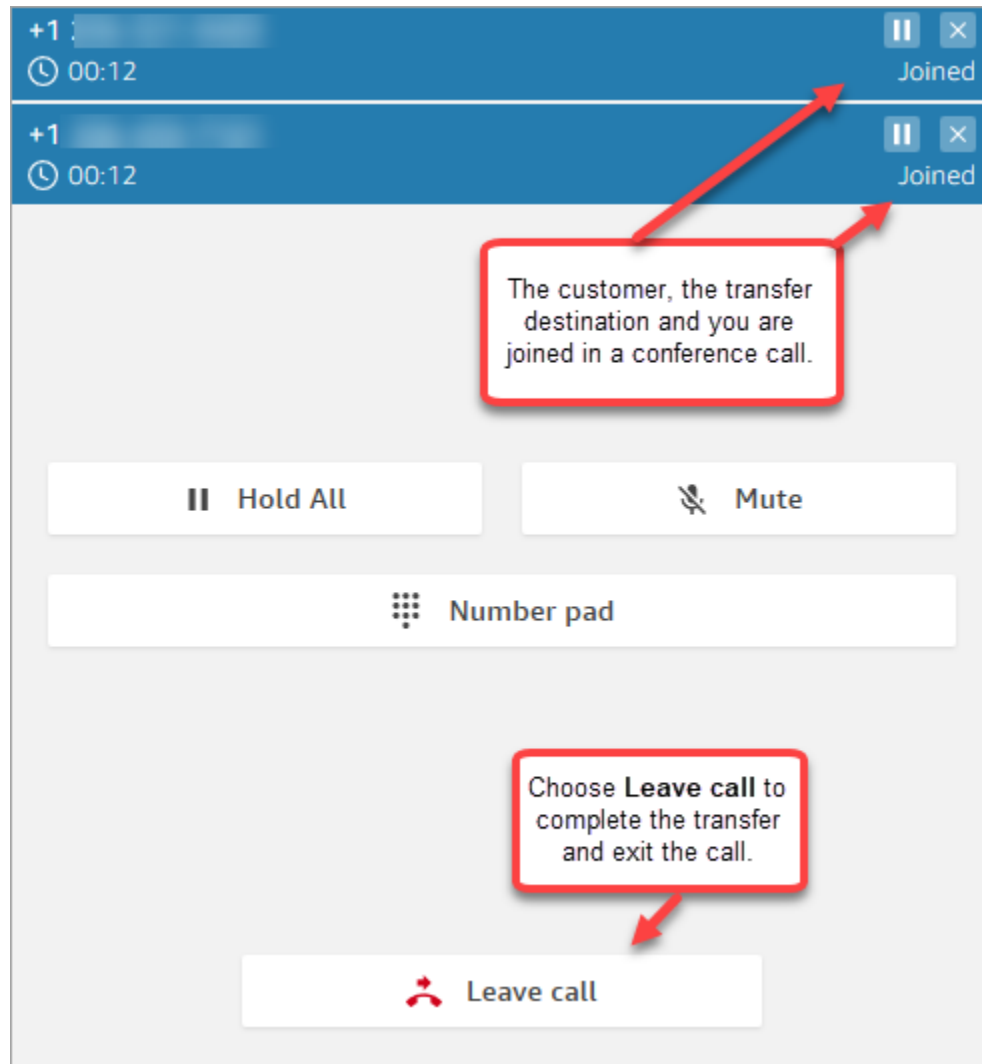 +1
00:12
Joined
+1
00:12
Joined
The customer, the transfer
destination and you are
joined in a conference call.
Hold All
Mute
Number pad
Choose Leave call to
complete the transfer
and exit the call.
Leave call